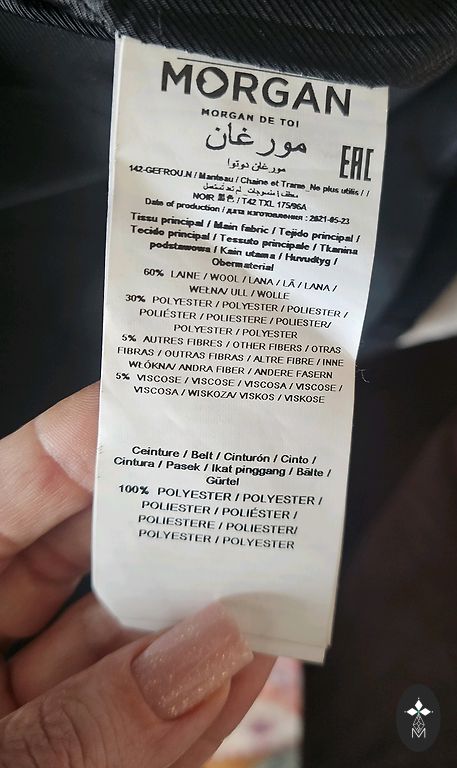 MORGAN
MORGAN DE TOI
مورغان
مورغان دوتوا
EAC
142-GEFROU.N / Manteau / Chaine et Trame_Ne plus utilis / /
NOIR 黑色 / T42 TXL 175/96A
Date of production / дата изготовления : 2021-05-23
Tissu principal / Main fabric / Tejido principal /
Tecido principal / Tessuto principale / Tkanina
podstawowa / Kain utama / Huvudtyg /
Obermaterial
60% LAINE / WOOL / LANA / LÃ / LANA /
WEŁNA/ ULL / WOLLE
30% POLYESTER / POLYESTER / POLIESTER /
POLIÉSTER / POLIESTERE / POLIESTER/
POLYESTER / POLYESTER
5% AUTRES FIBRES / OTHER FIBERS / OTRAS
FIBRAS / OUTRAS FIBRAS / ALTRE FIBRE / INNE
WŁÓKNA/ ANDRA FIBER / ANDERE FASERN
5% VISCOSE / VISCOSE / VISCOSA / VISCOSE /
VISCOSA / WISKOZA/ VISKOS / VISKOSE
Ceinture / Belt / Cinturón / Cinto /
Cintura / Pasek / Ikat pinggang / Bälte /
Gürtel
100% POLYESTER / POLYESTER /
POLIESTER / POLIÉSTER /
POLIESTERE / POLIESTER/
POLYESTER / POLYESTER
M